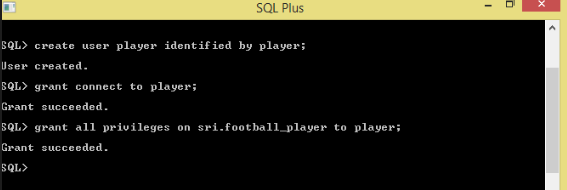 SQL Plus
SQL> create user player identified by player;
User created.
SQL> grant connect to player;
Grant succeeded.
SQL> grant all privileges on sri.football_player to player;
Grant succeeded.
SQL>